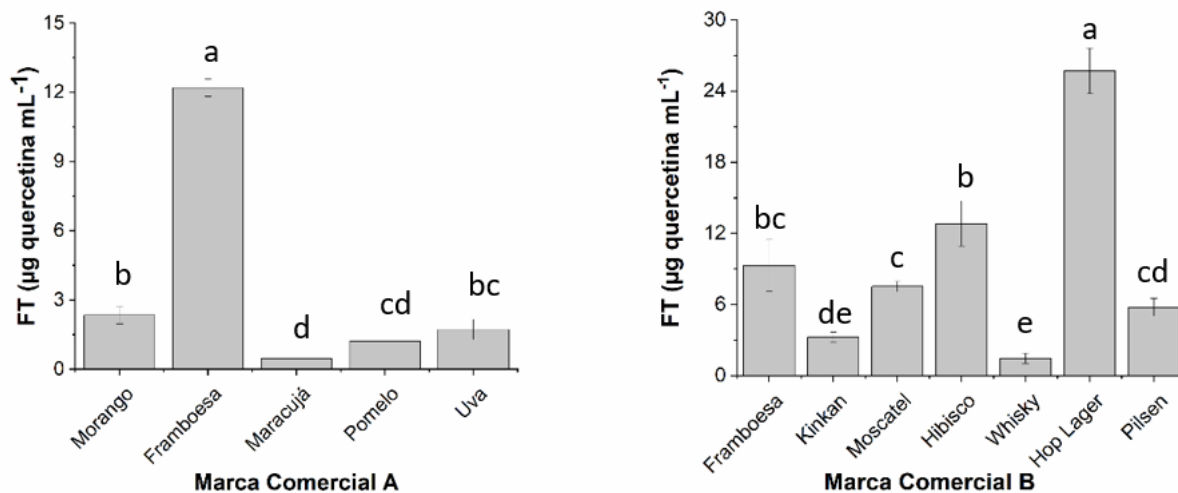 15
12
9
6
3
0
FT (µg quercetina mL⁻¹)
b
a
d
cd
bc
Morango
Framboesa
Maracujá
Pomelo
Uva
Marca Comercial A
30
24
18
12
6
0
FT (µg quercetina mL⁻¹)
bc
de
c
b
e
a
cd
Framboesa
Kinkan
Moscatel
Hibisco
Whisky
Hop Lager
Pilsen
Marca Comercial B